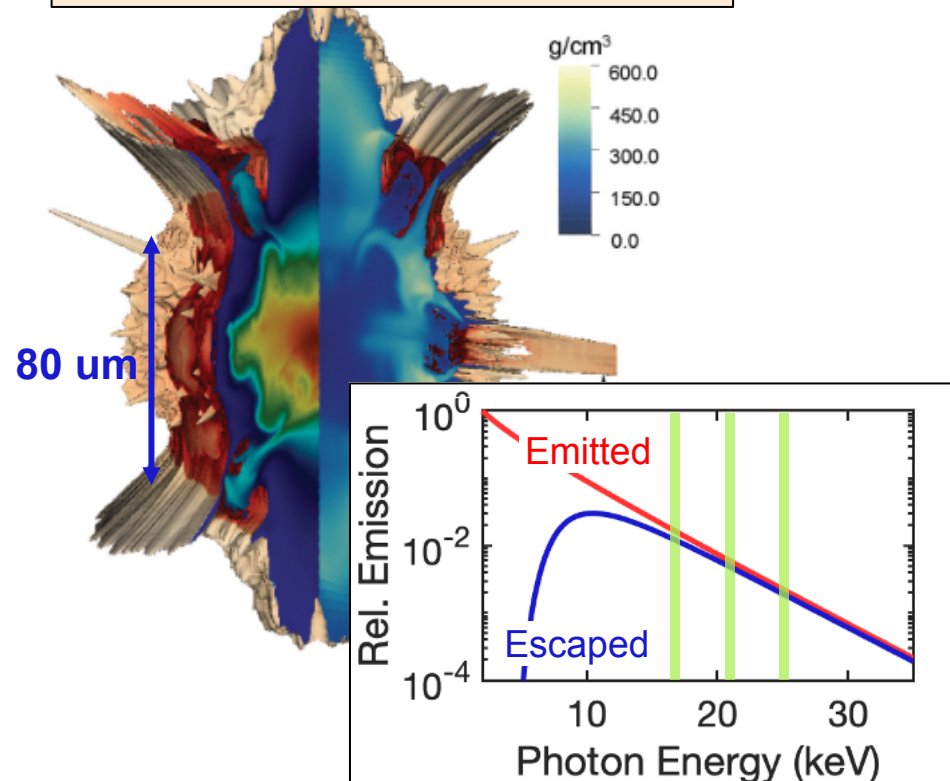 g/cm³
600.0
450.0
300.0
150.0
0.0
80 um
10⁰
10⁻²
10⁻⁴
Rel. Emission
Emitted
Escaped
10 20 30
Photon Energy (keV)